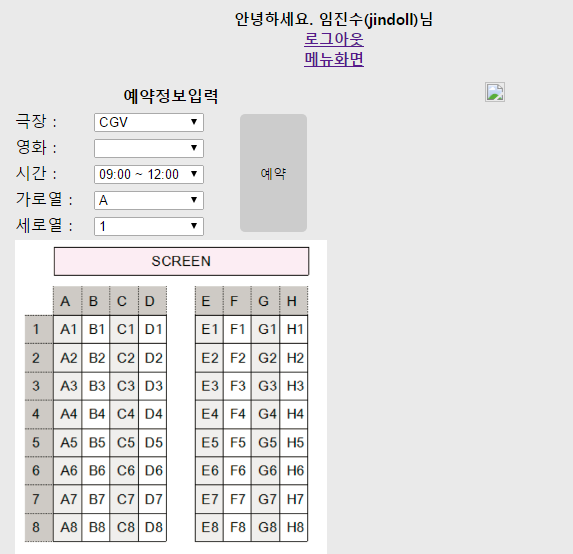 안녕하세요. 임진수(jindoll)님
로그아웃
메뉴화면
예약정보입력
극장 : CGV
영화 :
시간 : 09:00 ~ 12:00
가로열 : A
세로열 : 1
예약
SCREEN
A B C D E F G H
1 A1 B1 C1 D1 E1 F1 G1 H1
2 A2 B2 C2 D2 E2 F2 G2 H2
3 A3 B3 C3 D3 E3 F3 G3 H3
4 A4 B4 C4 D4 E4 F4 G4 H4
5 A5 B5 C5 D5 E5 F5 G5 H5
6 A6 B6 C6 D6 E6 F6 G6 H6
7 A7 B7 C7 D7 E7 F7 G7 H7
8 A8 B8 C8 D8 E8 F8 G8 H8